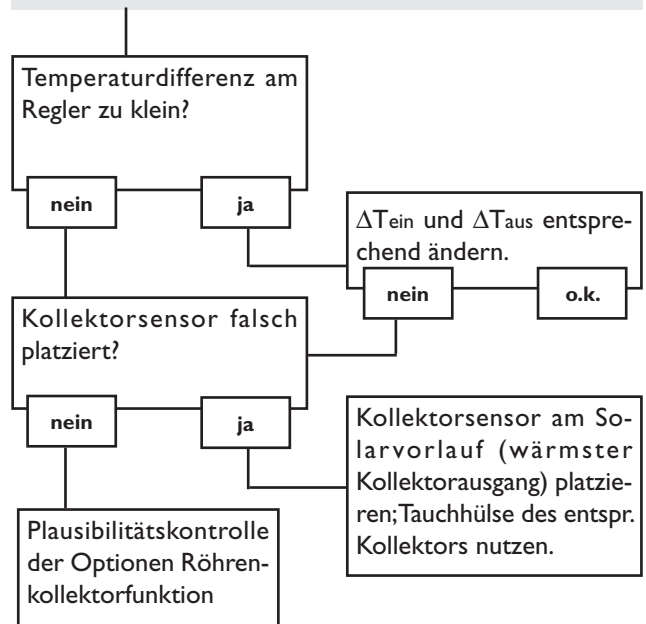 Temperaturdifferenz am
Regler zu klein?
nein
ja
ΔTein und ΔTaus entspre-
chend ändern.
nein
o.k.
Kollektorsensor falsch
platziert?
nein
ja
Kollektorsensor am So-
larvorlauf (wärmster
Kollektorausgang) platzie-
ren;Tauchhülse des entspr.
Kollektors nutzen.
Plausibilitätskontrolle
der Optionen Röhren-
kollektorfunktion